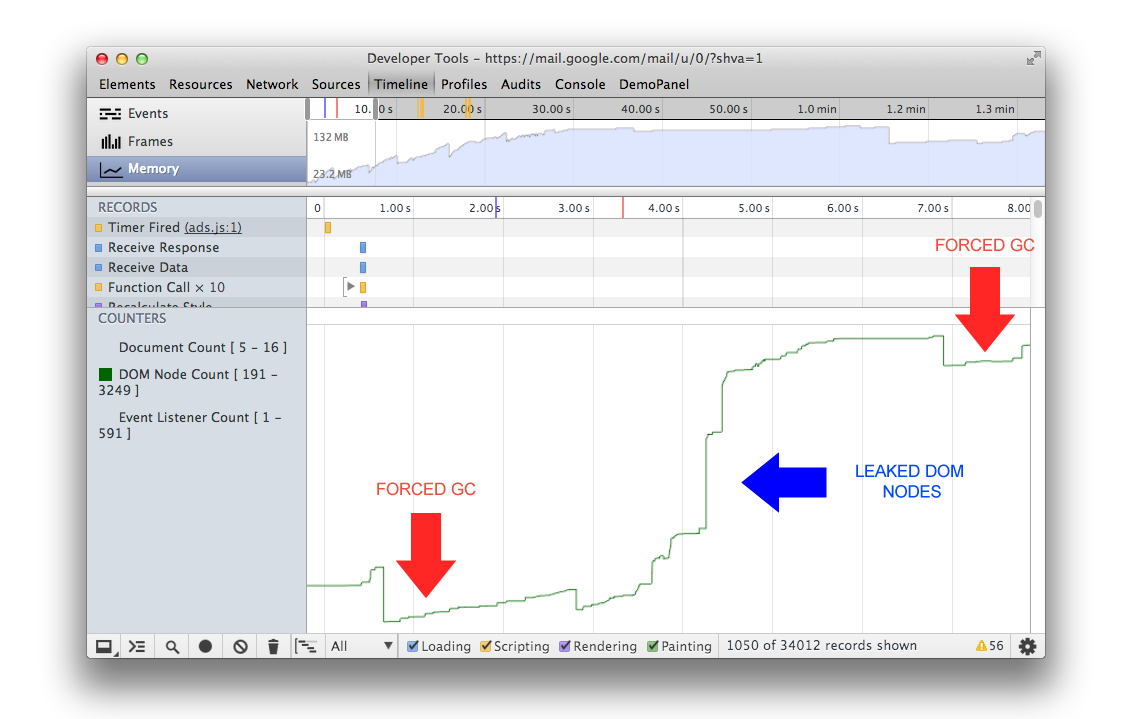 Developer Tools - https://mail.google.com/mail/u/0/?shva=1
Elements Resources Network Sources Timeline Profiles Audits Console DemoPanel
Events
Frames
Memory
10.0 s 20.00 s 30.00 s 40.00 s 50.00 s 1.0 min 1.2 min 1.3 min
132 MB
23.2 MB
RECORDS
0 1.00 s 2.00 s 3.00 s 4.00 s 5.00 s 6.00 s 7.00 s 8.00
Timer Fired (ads.js:1)
Receive Response
Receive Data
Function Call × 10
Recalculate Style
FORCED GC
COUNTERS
Document Count [ 5 – 16 ]
DOM Node Count [ 191 –
3249 ]
Event Listener Count [ 1 –
591 ]
FORCED GC
LEAKED DOM
NODES
All Loading Scripting Rendering Painting 1050 of 34012 records shown 56